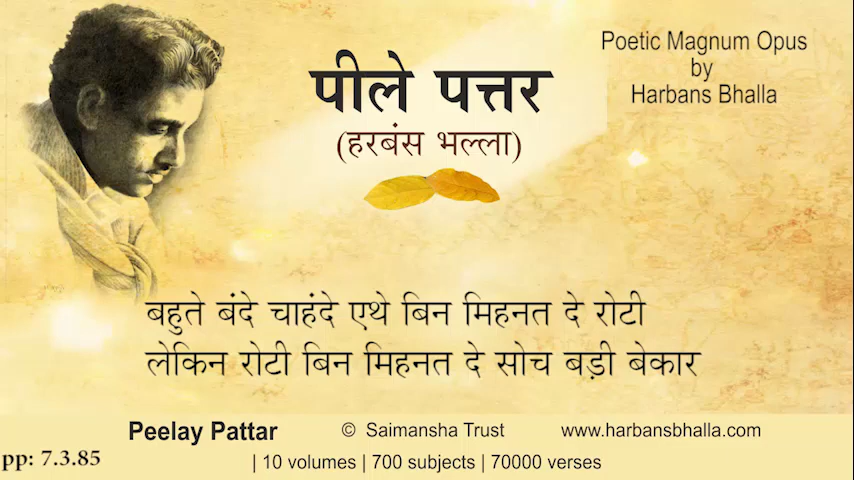 पीले पत्तर
(हरबंस भल्ला)
Poetic Magnum Opus
by
Harbans Bhalla
बहुते बंदे चाहंदे एथे बिन मिहनत दे रोटी
लेकिन रोटी बिन मिहनत दे सोच बड़ी बेकार
Peelay Pattar © Saimansha Trust www.harbansbhalla.com
pp: 7.3.85
| 10 volumes | 700 subjects | 70000 verses